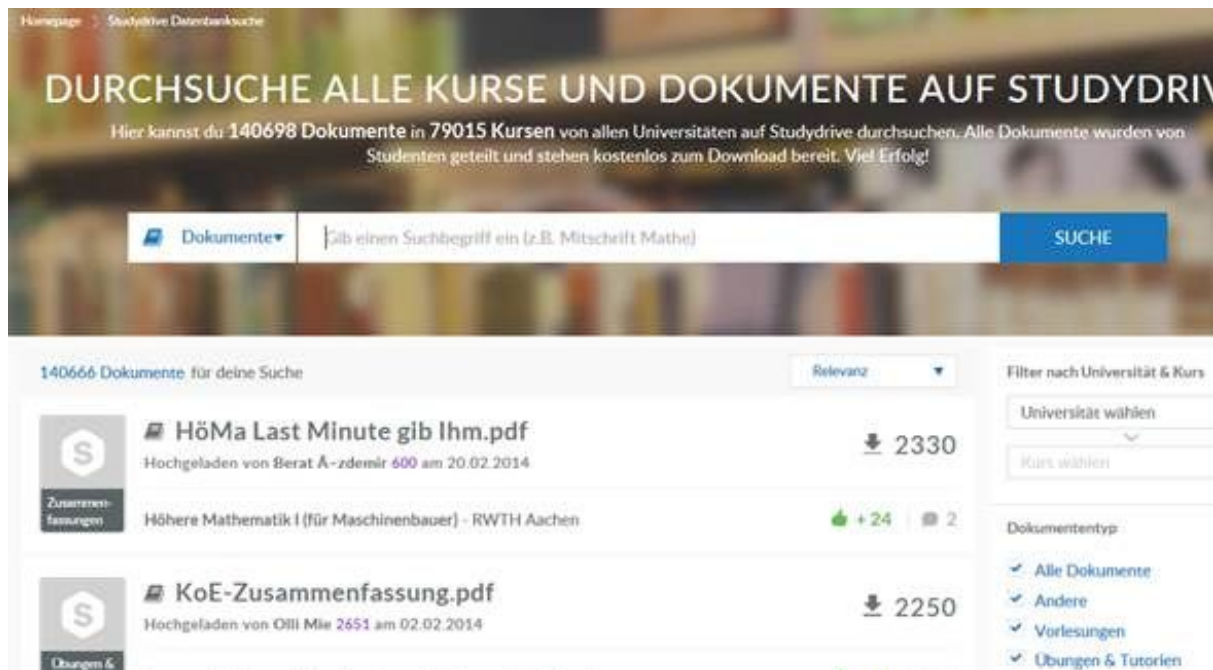 Homepage Studydrive Datenbanksuche
DURCHSUCHE ALLE KURSE UND DOKUMENTE AUF STUDYDRIV
Hier kannst du 140698 Dokumente in 79015 Kursen von allen Universitäten auf Studydrive durchsuchen. Alle Dokumente wurden von
Studenten geteilt und stehen kostenlos zum Download bereit. Viel Erfolg!
Dokumente
Gib einen Suchbegriff ein (z.B. Mitschrift Mathe)
SUCHE
140666 Dokumente für deine Suche
Relevanz
HöMa Last Minute gib Ihm.pdf
2330
Hochgeladen von Berat Ã-zdemir 600 am 20.02.2014
Zusammen-
fassungen
Höhere Mathematik I (für Maschinenbauer) - RWTH Aachen
+ 24 | 2
KoE-Zusammenfassung.pdf
2250
Hochgeladen von Olli Mie 2651 am 02.02.2014
Übungen &
Filter nach Universität & Kurs
Universität wählen
Kurs wählen
Dokumententyp
Alle Dokumente
Andere
Vorlesungen
Übungen & Tutorien